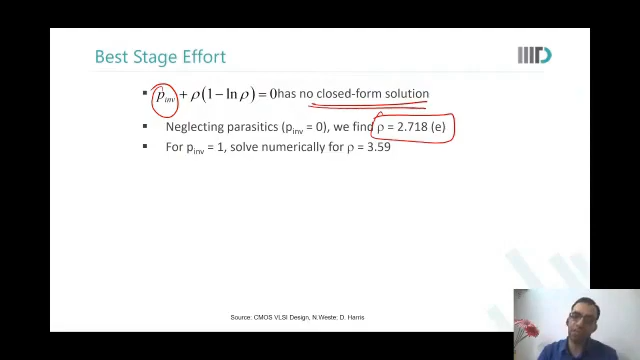 Best Stage Effort
▪ p_inv + ρ(1 − ln ρ) = 0 has no closed-form solution
▪ Neglecting parasitics (p_inv = 0), we find ρ = 2.718 (e)
▪ For p_inv = 1, solve numerically for ρ = 3.59
Source: CMOS VLSI Design, N.Weste: D. Harris